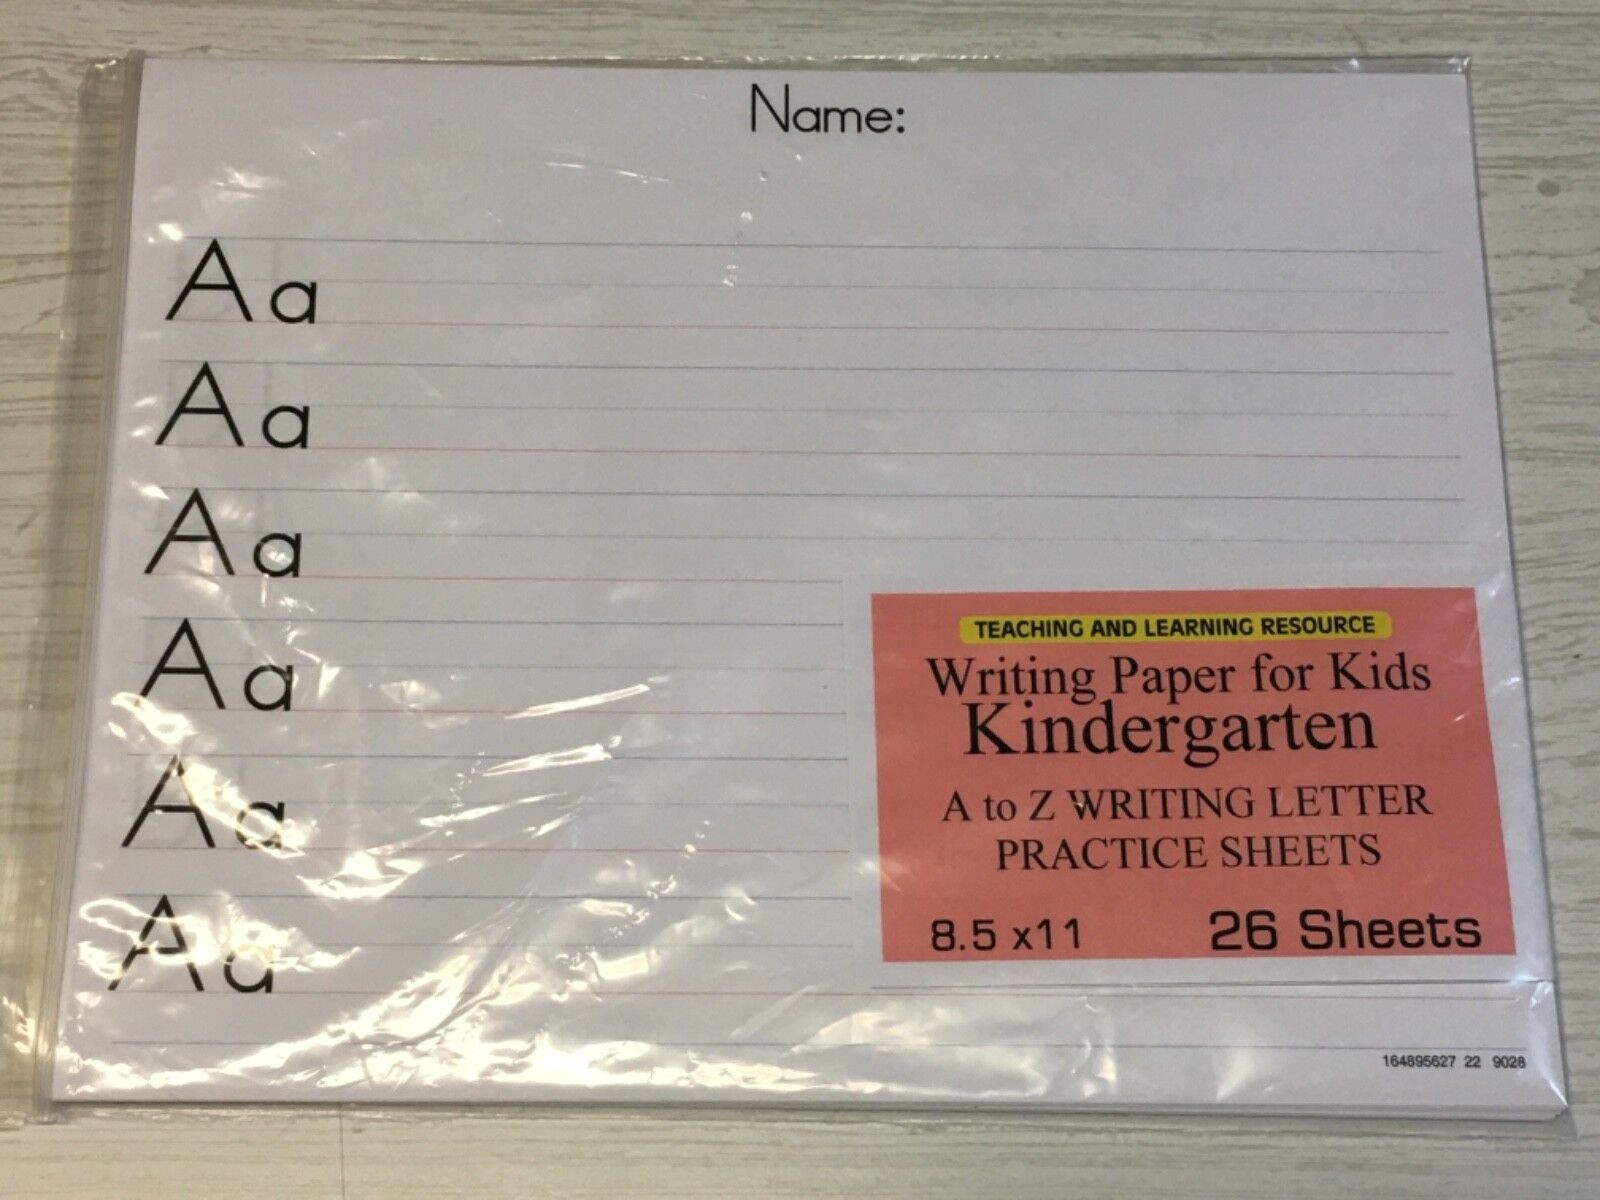 Name:
Aa
Aa
Aa
Aa
Aa
Aa
TEACHING AND LEARNING RESOURCE
Writing Paper for Kids
Kindergarten
A to Z WRITING LETTER
PRACTICE SHEETS
8.5 x11 26 Sheets
164895627 22 9028